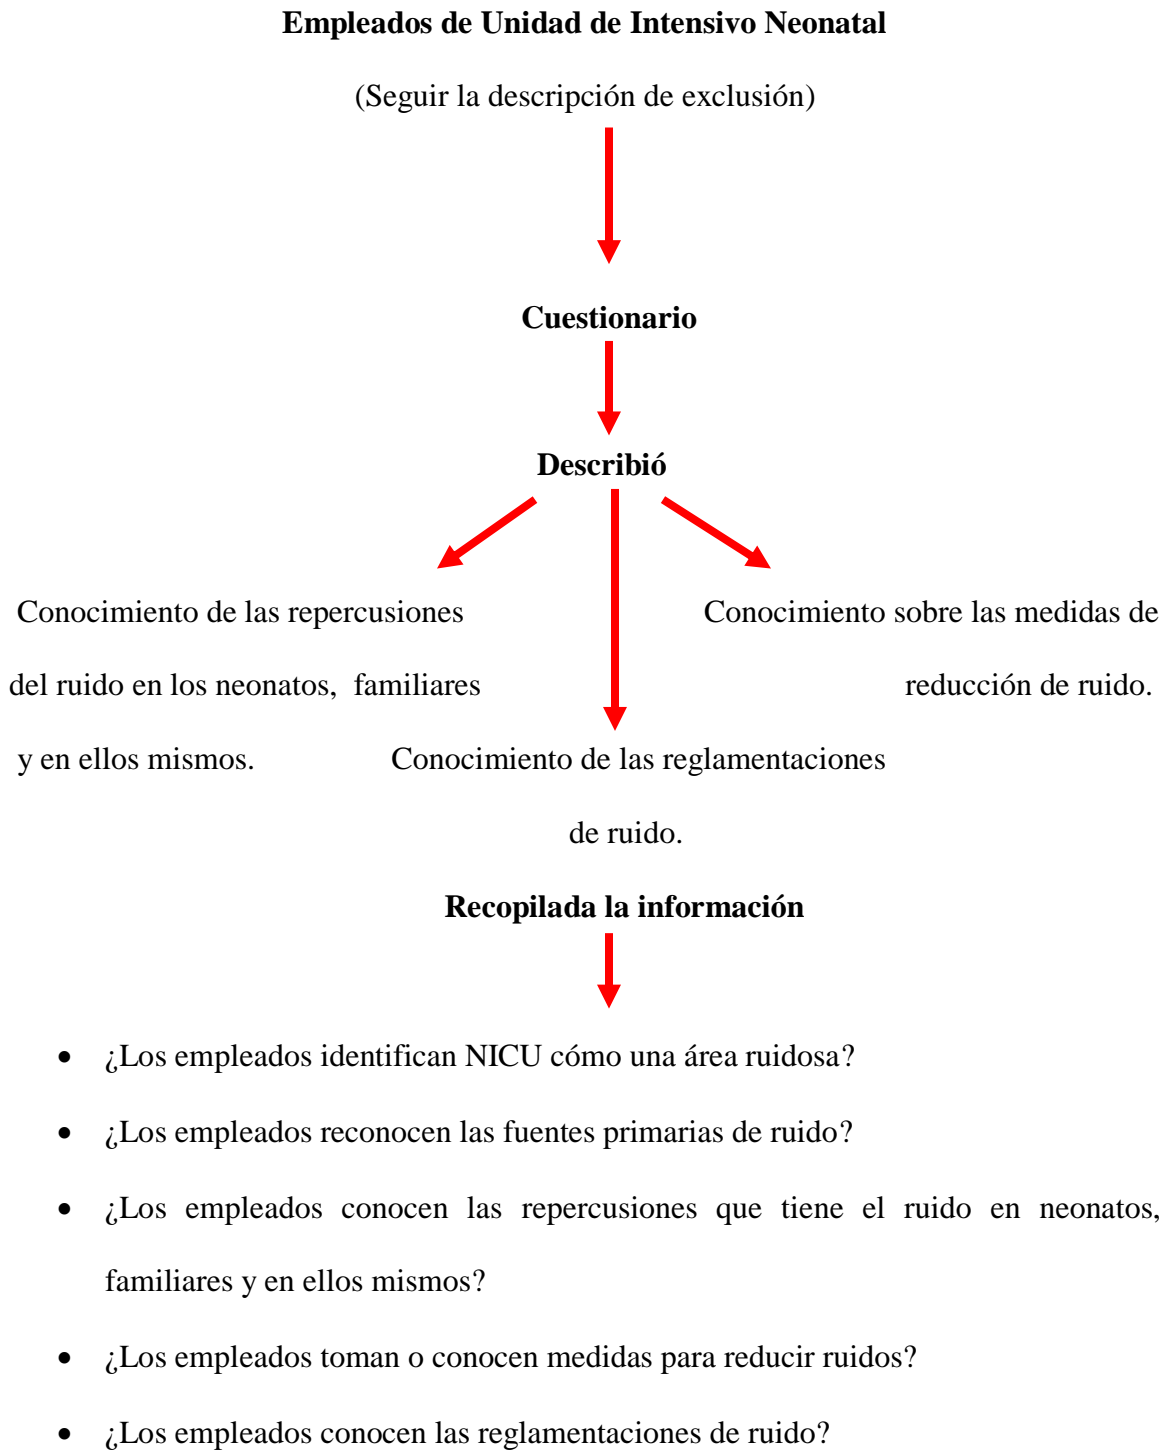 Empleados de Unidad de Intensivo Neonatal
(Seguir la descripción de exclusión)
Cuestionario
Describió
Conocimiento de las repercusiones
del ruido en los neonatos, familiares
y en ellos mismos.
Conocimiento sobre las medidas de
reducción de ruido.
Conocimiento de las reglamentaciones
de ruido.
Recopilada la información
• ¿Los empleados identifican NICU cómo una área ruidosa?
• ¿Los empleados reconocen las fuentes primarias de ruido?
• ¿Los empleados conocen las repercusiones que tiene el ruido en neonatos,
familiares y en ellos mismos?
• ¿Los empleados toman o conocen medidas para reducir ruidos?
• ¿Los empleados conocen las reglamentaciones de ruido?